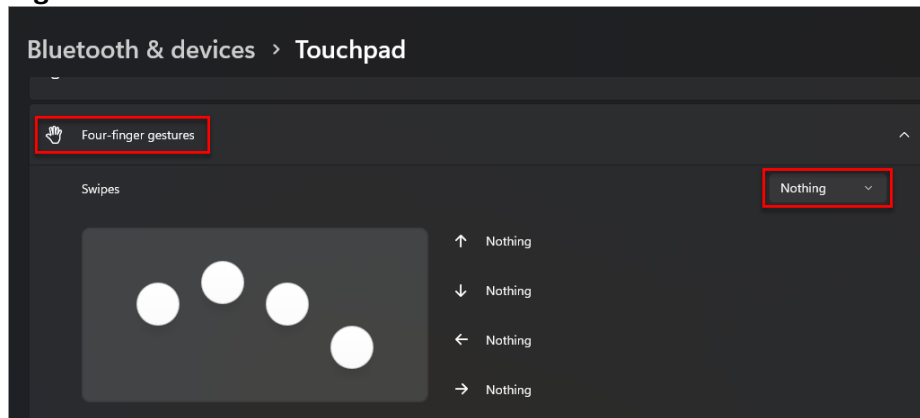 Bluetooth & devices > Touchpad
Four-finger gestures
Swipes
Nothing
↑ Nothing
↓ Nothing
← Nothing
→ Nothing